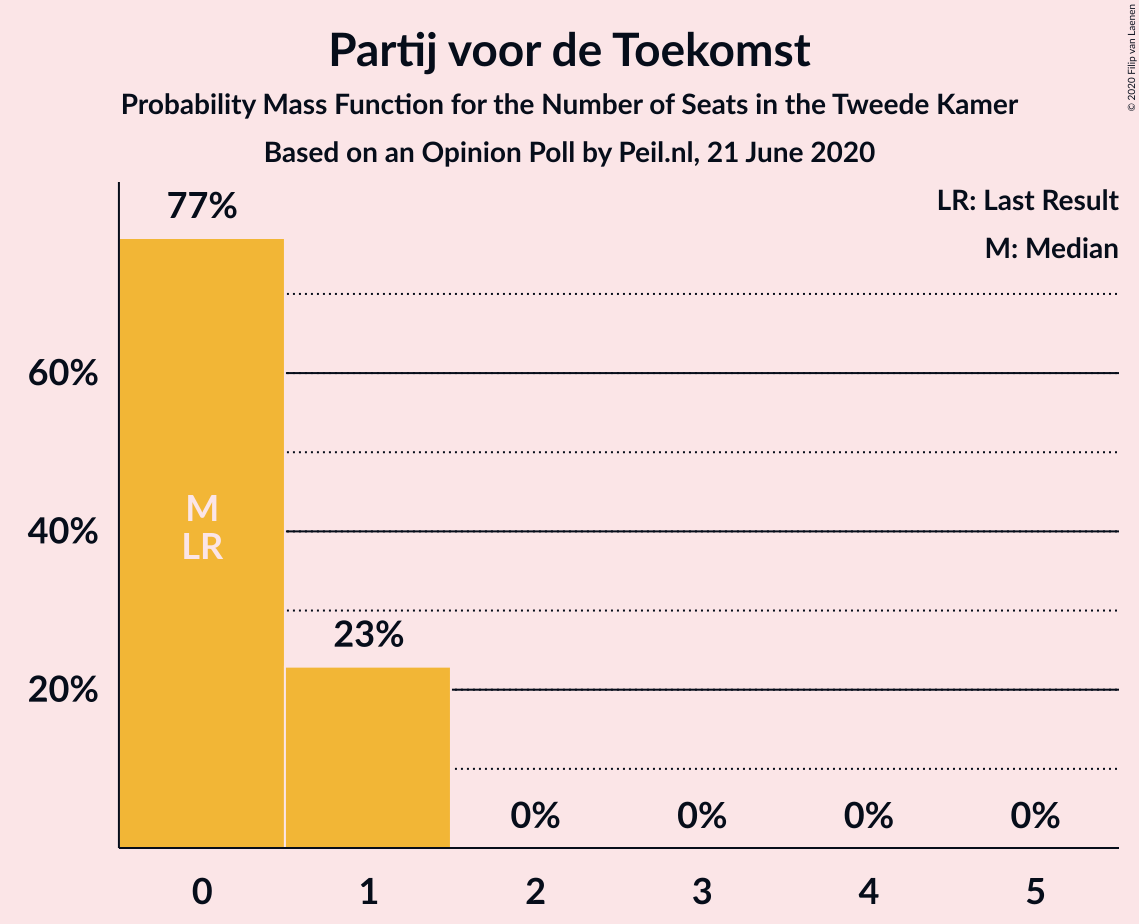 Partij voor de Toekomst
Probability Mass Function for the Number of Seats in the Tweede Kamer
Based on an Opinion Poll by Peil.nl, 21 June 2020
© 2020 Filip van Laenen
LR: Last Result
M: Median
77%
60%
M
40%
LR
23%
20%
0% 0% 0% 0%
0 1 2 3 4 5